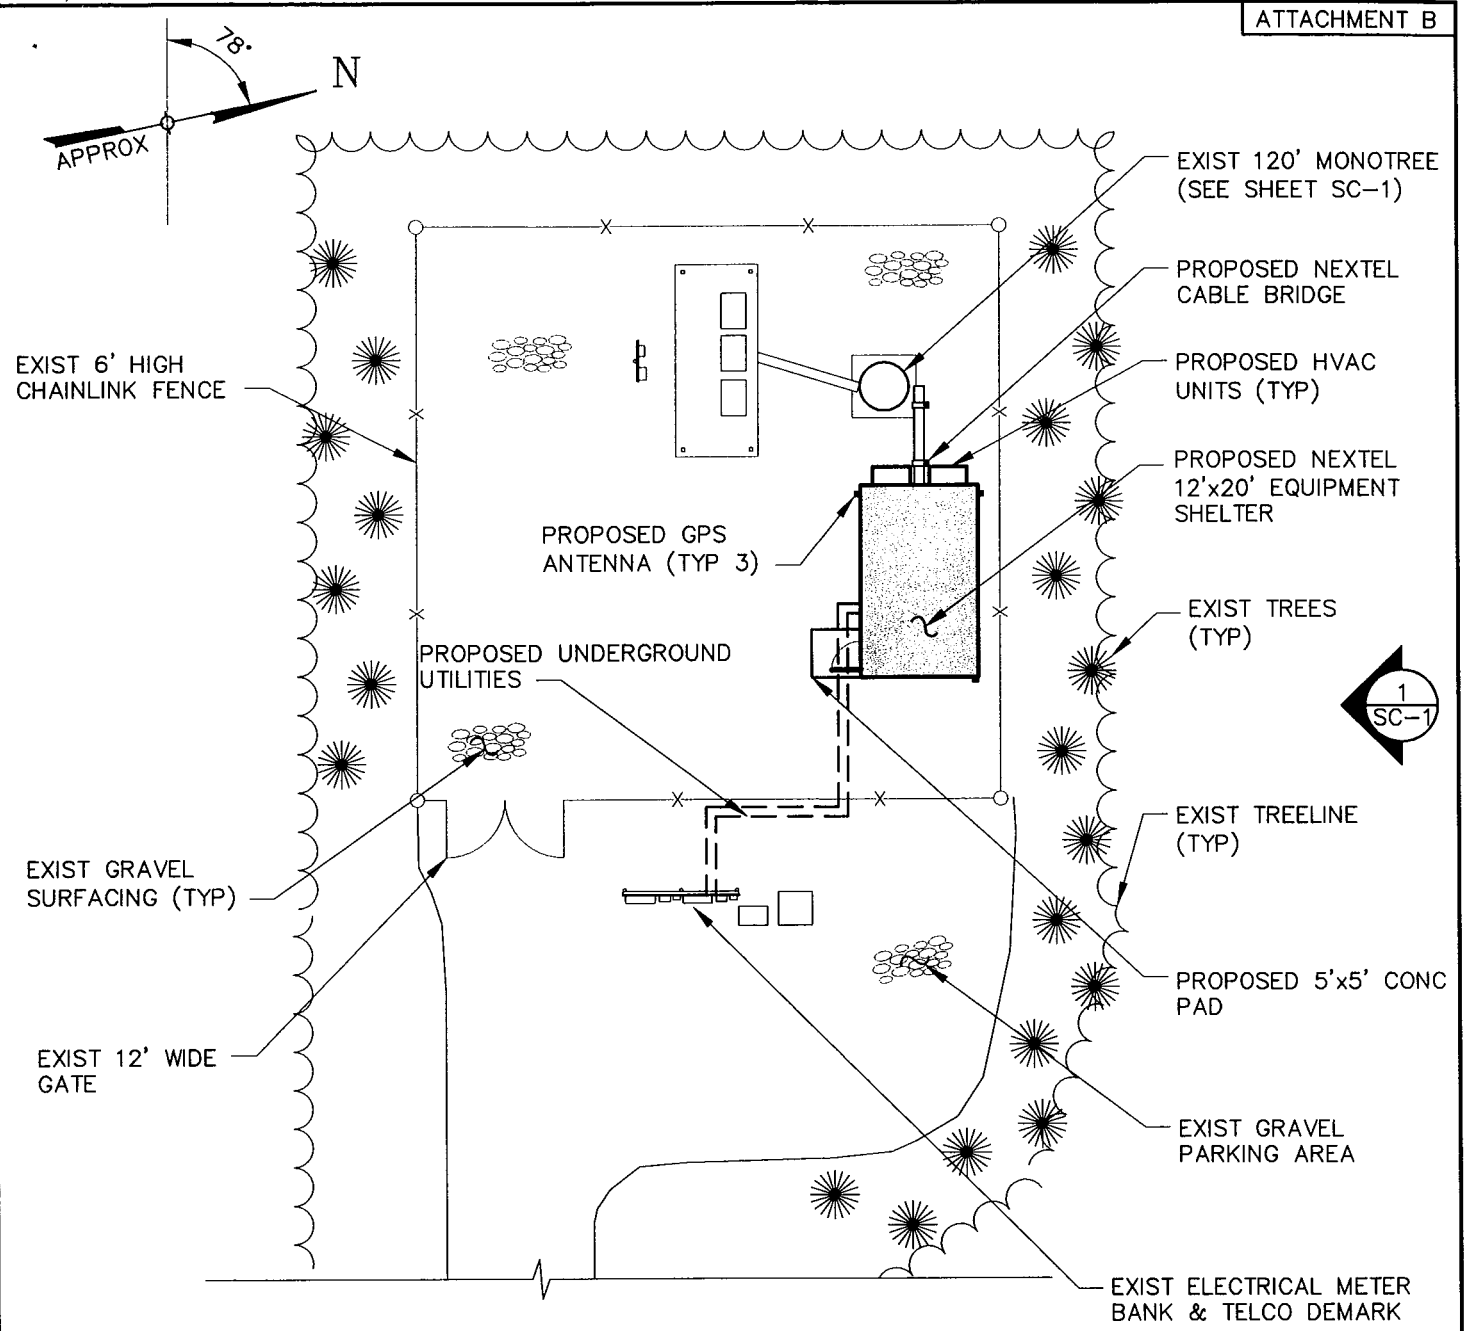 ATTACHMENT B
78°
N
APPROX
EXIST 120' MONOTREE
(SEE SHEET SC-1)
PROPOSED NEXTEL
CABLE BRIDGE
EXIST 6' HIGH
CHAINLINK FENCE
PROPOSED HVAC
UNITS (TYP)
PROPOSED NEXTEL
12'x20' EQUIPMENT
SHELTER
PROPOSED GPS
ANTENNA (TYP 3)
EXIST TREES
(TYP)
PROPOSED UNDERGROUND
UTILITIES
1
SC-1
EXIST TREELINE
(TYP)
EXIST GRAVEL
SURFACING (TYP)
PROPOSED 5'x5' CONC
PAD
EXIST 12' WIDE
GATE
EXIST GRAVEL
PARKING AREA
EXIST ELECTRICAL METER
BANK & TELCO DEMARK